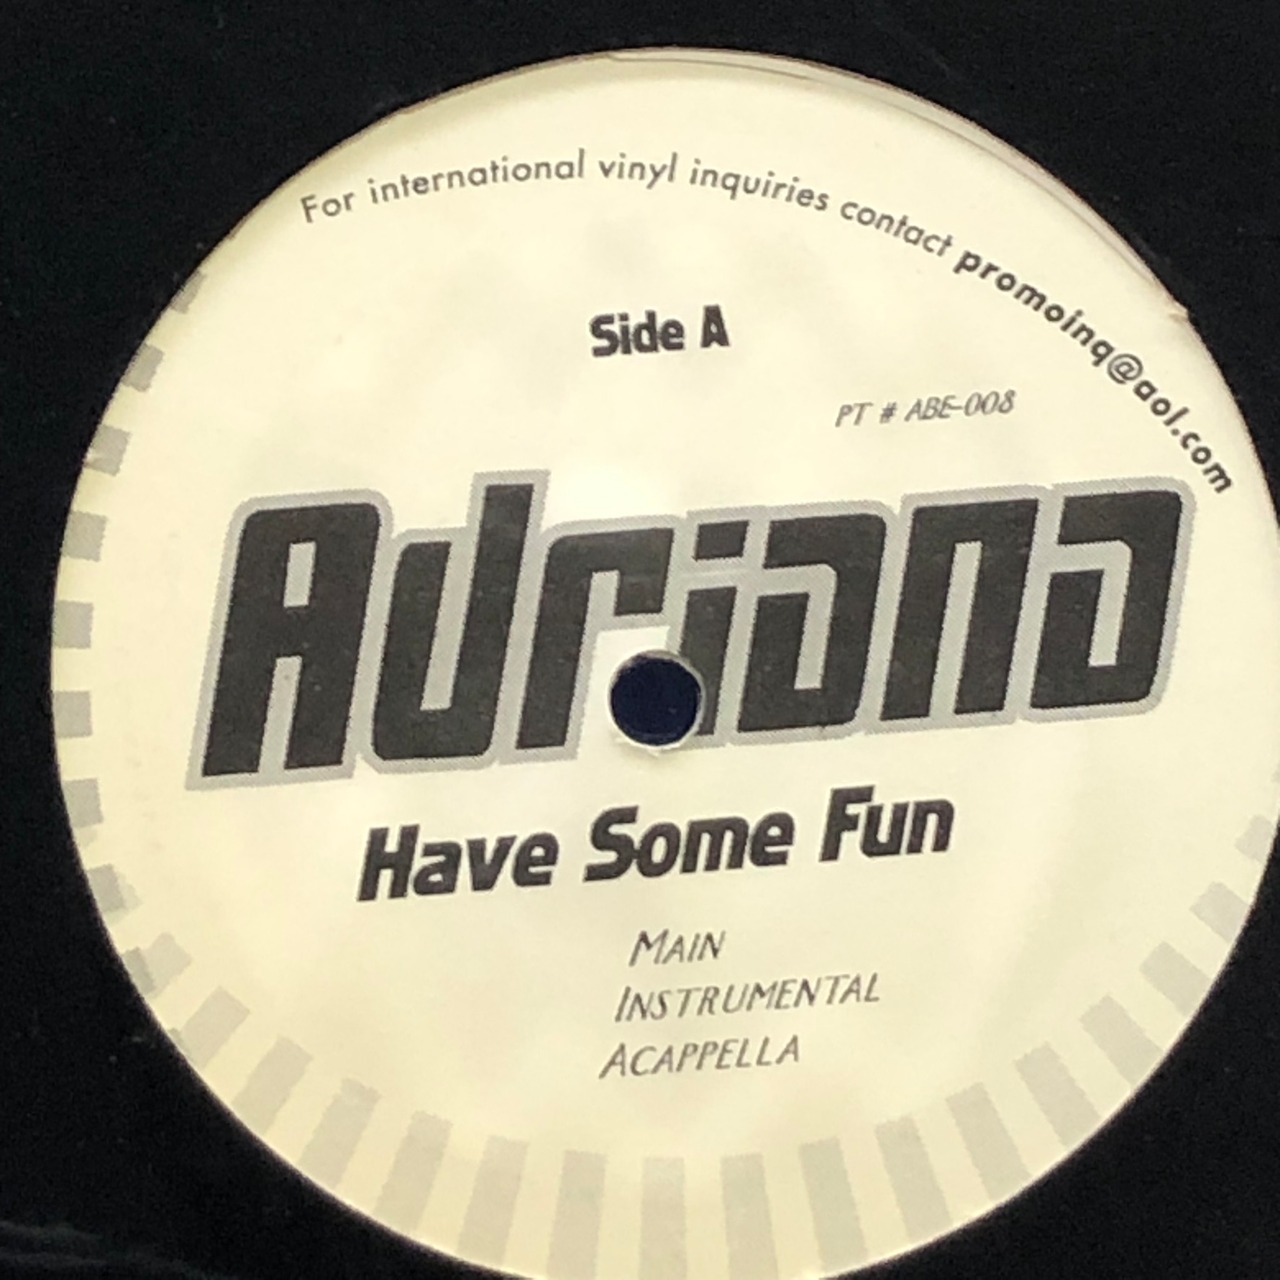 For international vinyl inquiries contact promoinq@aol.com
Side A
PT # ABE-008
Adriana
Have Some Fun
MAIN
INSTRUMENTAL
ACAPPELLA